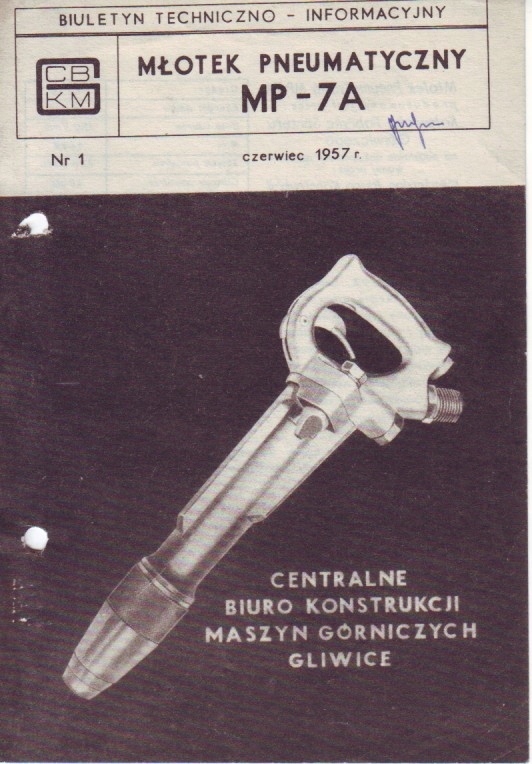 BIULETYN TECHNICZNO - INFORMACYJNY
CB
KM
MŁOTEK PNEUMATYCZNY
MP-7A
Nr 1
czerwiec 1957 r.
CENTRALNE
BIURO KONSTRUKCJI
MASZYN GÓRNICZYCH
GLIWICE